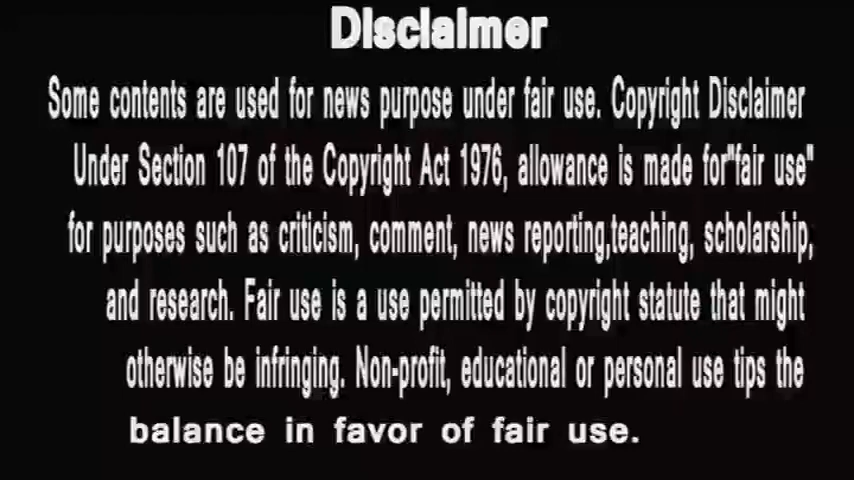 Disclaimer
Some contents are used for news purpose under fair use. Copyright Disclaimer
Under Section 107 of the Copyright Act 1976, allowance is made for"fair use"
for purposes such as criticism, comment, news reporting,teaching, scholarship,
and research. Fair use is a use permitted by copyright statute that might
otherwise be infringing. Non-profit, educational or personal use tips the
balance in favor of fair use.